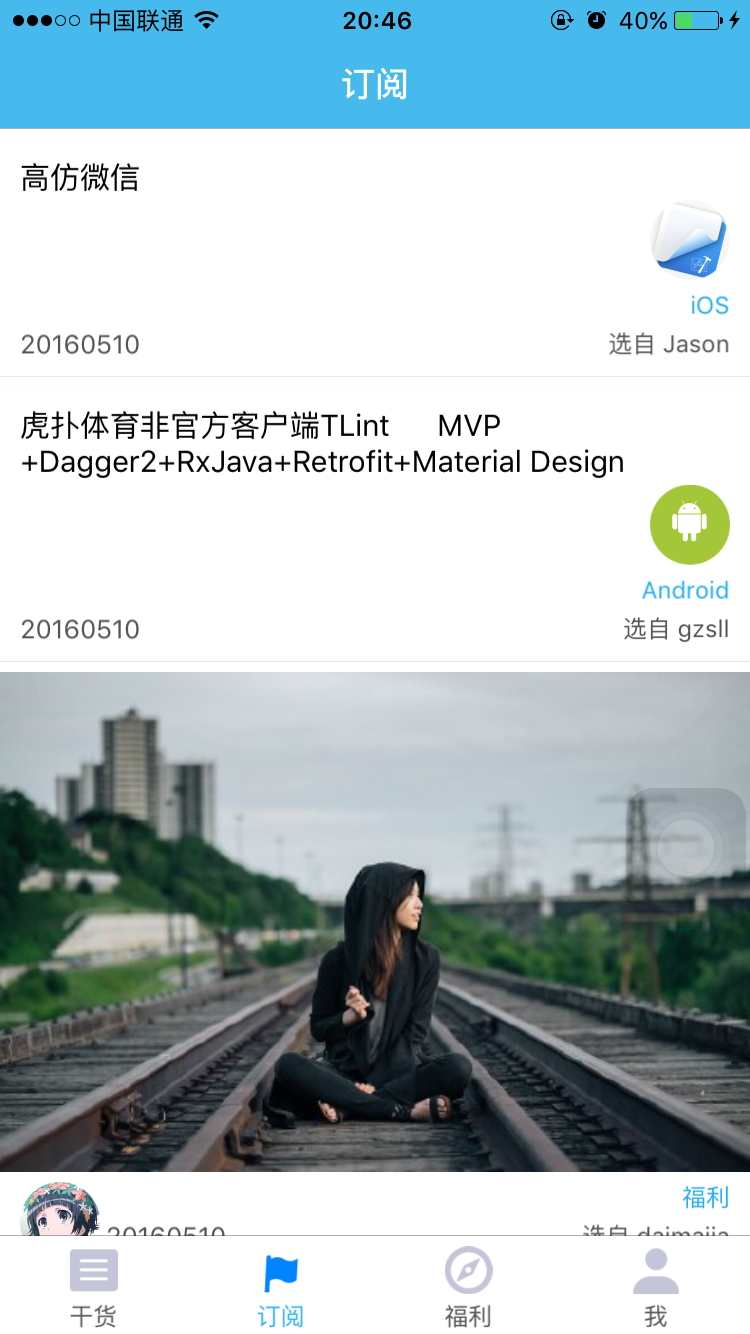 中国联通 20:46 40%
订阅
高仿微信
iOS
20160510 选自 Jason
虎扑体育非官方客户端TLint MVP
+Dagger2+RxJava+Retrofit+Material Design
Android
20160510 选自 gzsll
福利
20160510 选自 daimajia
干货 订阅 福利 我